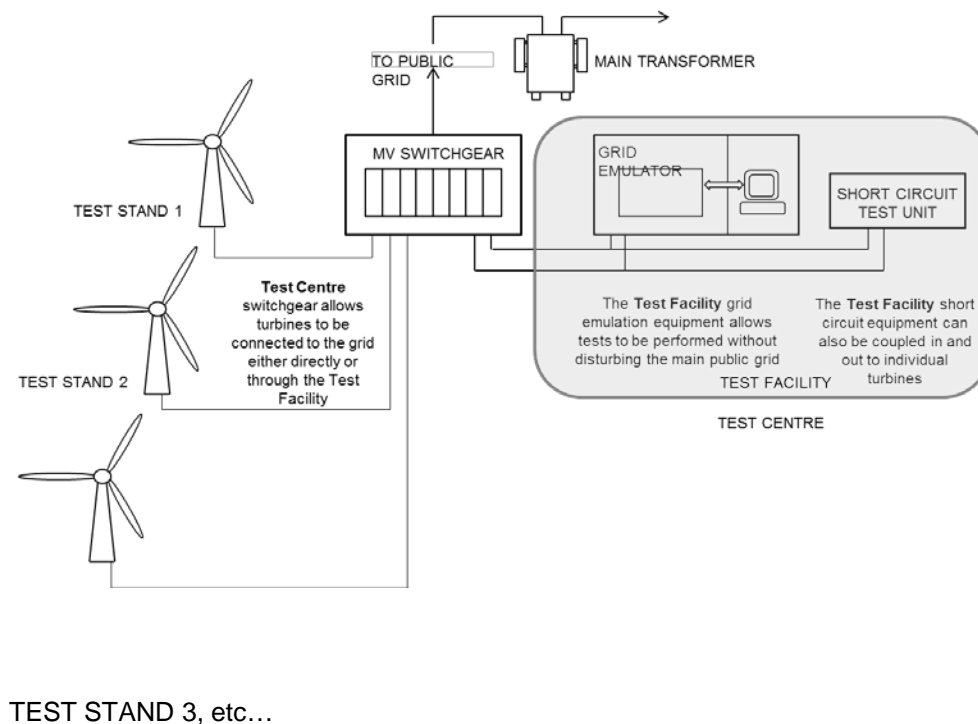 TO PUBLIC
GRID
MAIN TRANSFORMER
MV SWITCHGEAR
GRID
EMULATOR
SHORT CIRCUIT
TEST UNIT
TEST STAND 1
Test Centre
switchgear allows
turbines to be
connected to the grid
either directly or
through the Test
Facility
The Test Facility grid
emulation equipment allows
tests to be performed without
disturbing the main public grid
The Test Facility short
circuit equipment can
also be coupled in and
out to individual
turbines
TEST STAND 2
TEST FACILITY
TEST CENTRE
TEST STAND 3, etc…